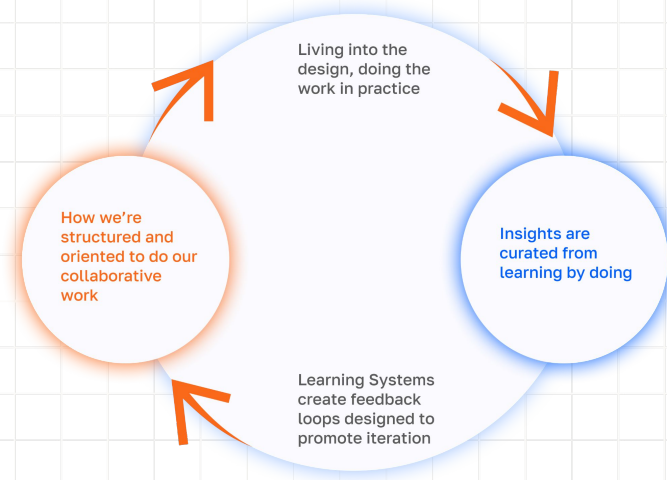 Living into the
design, doing the
work in practice
How we’re
structured and
oriented to do our
collaborative
work
Insights are
curated from
learning by doing
Learning Systems
create feedback
loops designed to
promote iteration